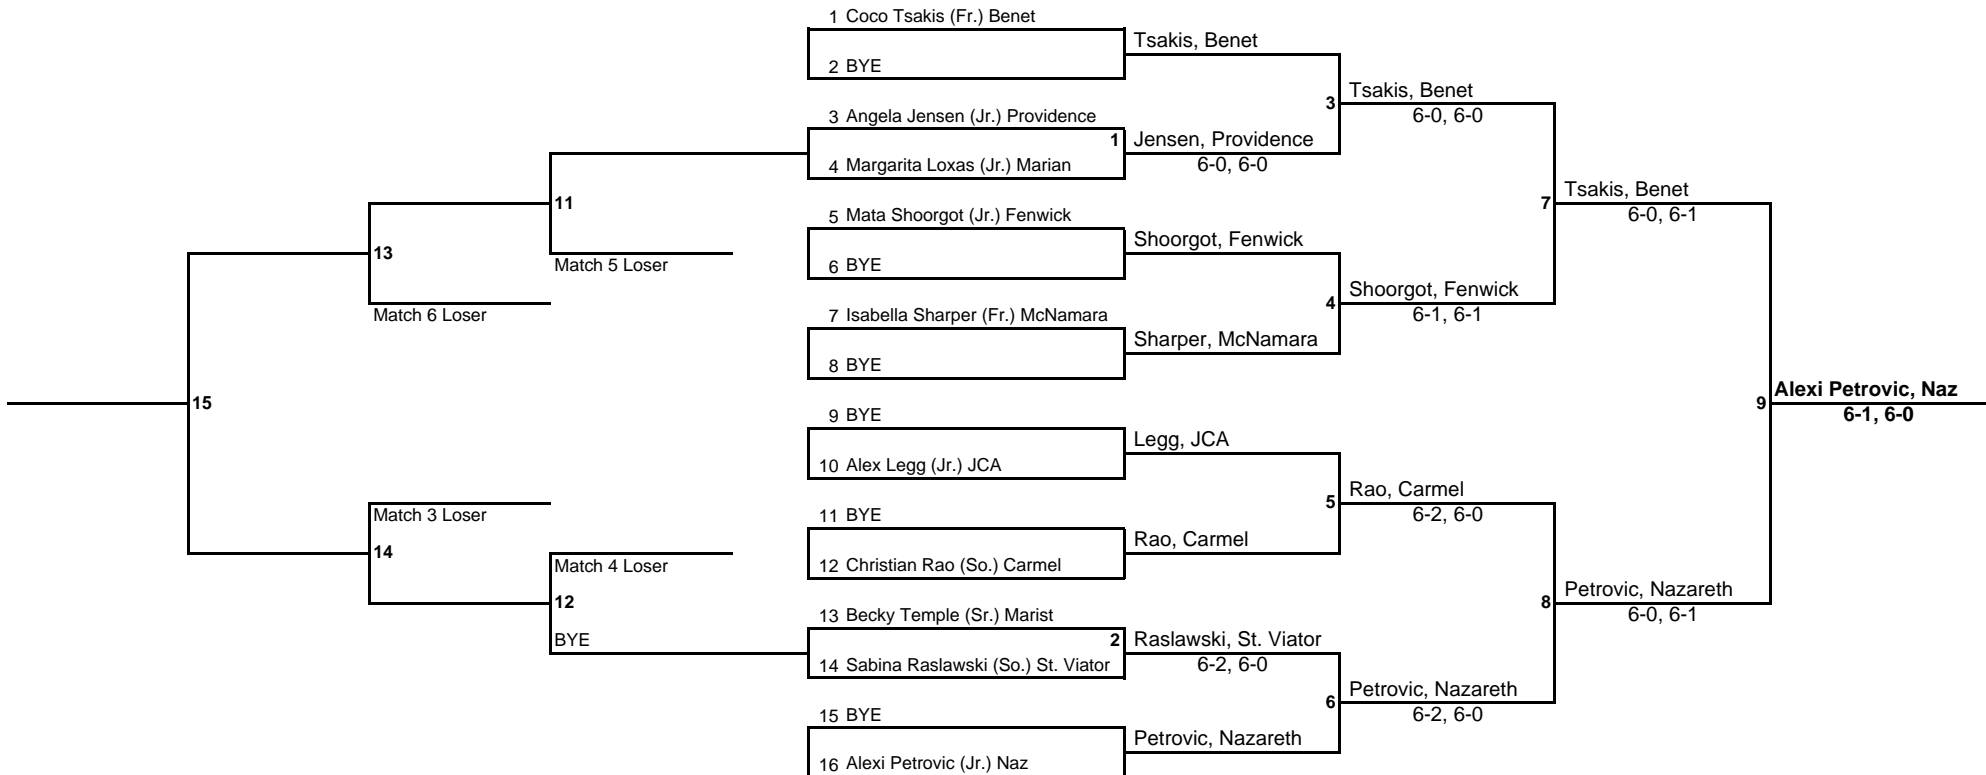 1 Coco Tsakis (Fr.) Benet
Tsakis, Benet
2 BYE
Tsakis, Benet
3
6-0, 6-0
3 Angela Jensen (Jr.) Providence
1 Jensen, Providence
6-0, 6-0
4 Margarita Loxas (Jr.) Marian
11
Tsakis, Benet
7
6-0, 6-1
5 Mata Shoorgot (Jr.) Fenwick
Shoorgot, Fenwick
13
Match 5 Loser
6 BYE
Shoorgot, Fenwick
4
6-1, 6-1
Match 6 Loser
7 Isabella Sharper (Fr.) McNamara
Sharper, McNamara
8 BYE
15
9 Alexi Petrovic, Naz
6-1, 6-0
9 BYE
Legg, JCA
10 Alex Legg (Jr.) JCA
Rao, Carmel
5
6-2, 6-0
Match 3 Loser
11 BYE
Rao, Carmel
14
Match 4 Loser
12 Christian Rao (So.) Carmel
12
Petrovic, Nazareth
8
6-0, 6-1
13 Becky Temple (Sr.) Marist
BYE
2 Raslawski, St. Viator
6-2, 6-0
14 Sabina Raslawski (So.) St. Viator
Petrovic, Nazareth
6
6-2, 6-0
15 BYE
Petrovic, Nazareth
16 Alexi Petrovic (Jr.) Naz